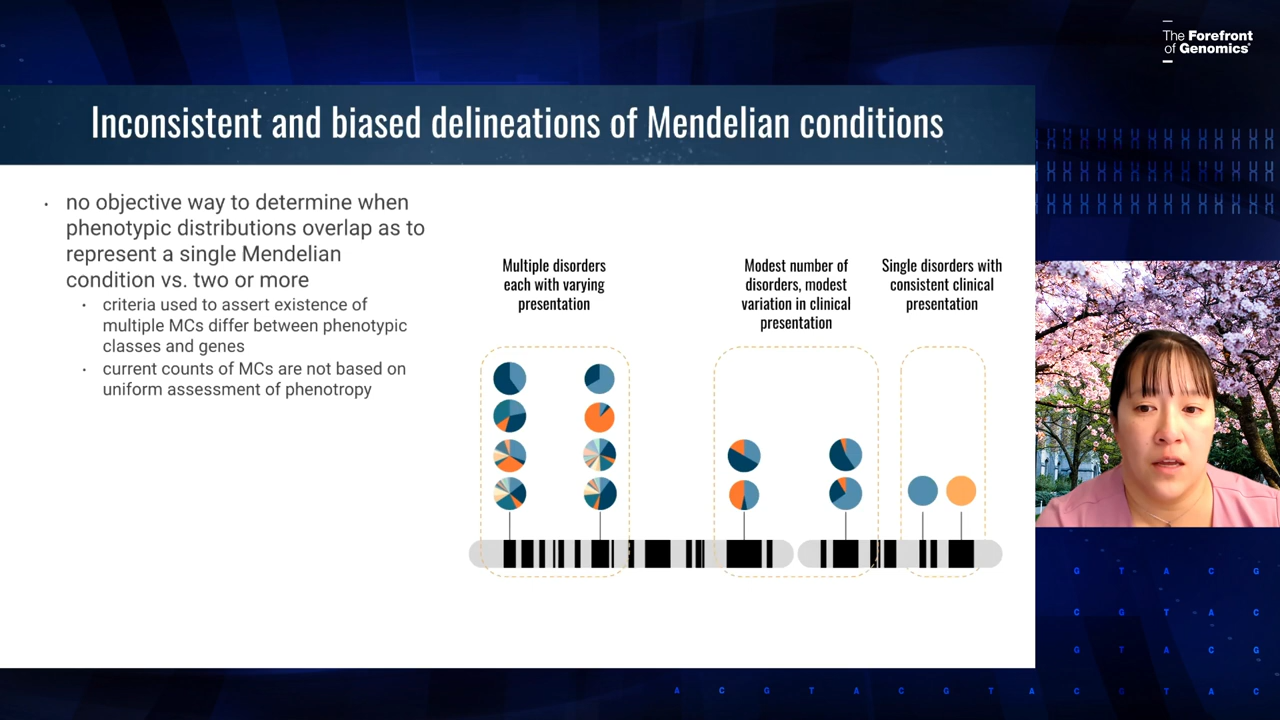 The Forefront
of Genomics®
Inconsistent and biased delineations of Mendelian conditions
• no objective way to determine when
phenotypic distributions overlap as to
represent a single Mendelian
condition vs. two or more
• criteria used to assert existence of
multiple MCs differ between phenotypic
classes and genes
• current counts of MCs are not based on
uniform assessment of phenotropy
Multiple disorders
each with varying
presentation
Modest number of
disorders, modest
variation in clinical
presentation
Single disorders with
consistent clinical
presentation
G T A C G
C G T A C
G T A C G
A C G T A C G T A C G T A C